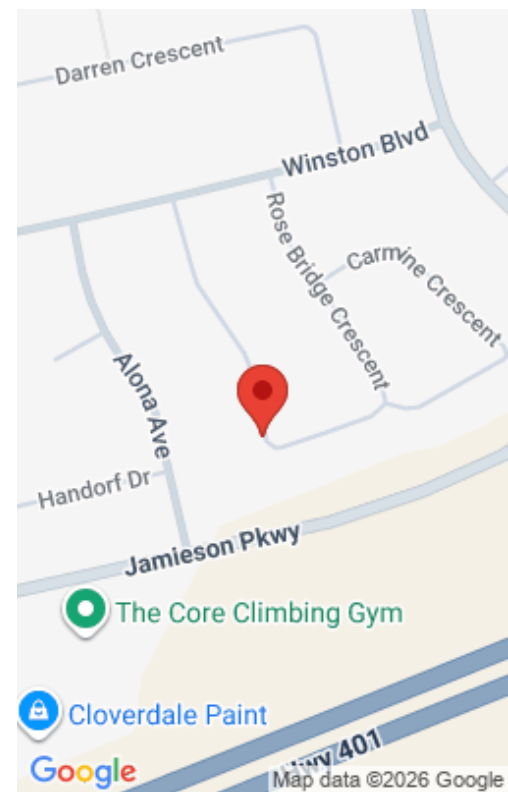 Darren Crescent
Winston Blvd
Rose Bridge Crescent
Carmine Crescent
Alona Ave
Handorf Dr
Jamieson Pkwy
The Core Climbing Gym
Cloverdale Paint
Hwy 401
Google
Map data ©2026 Google